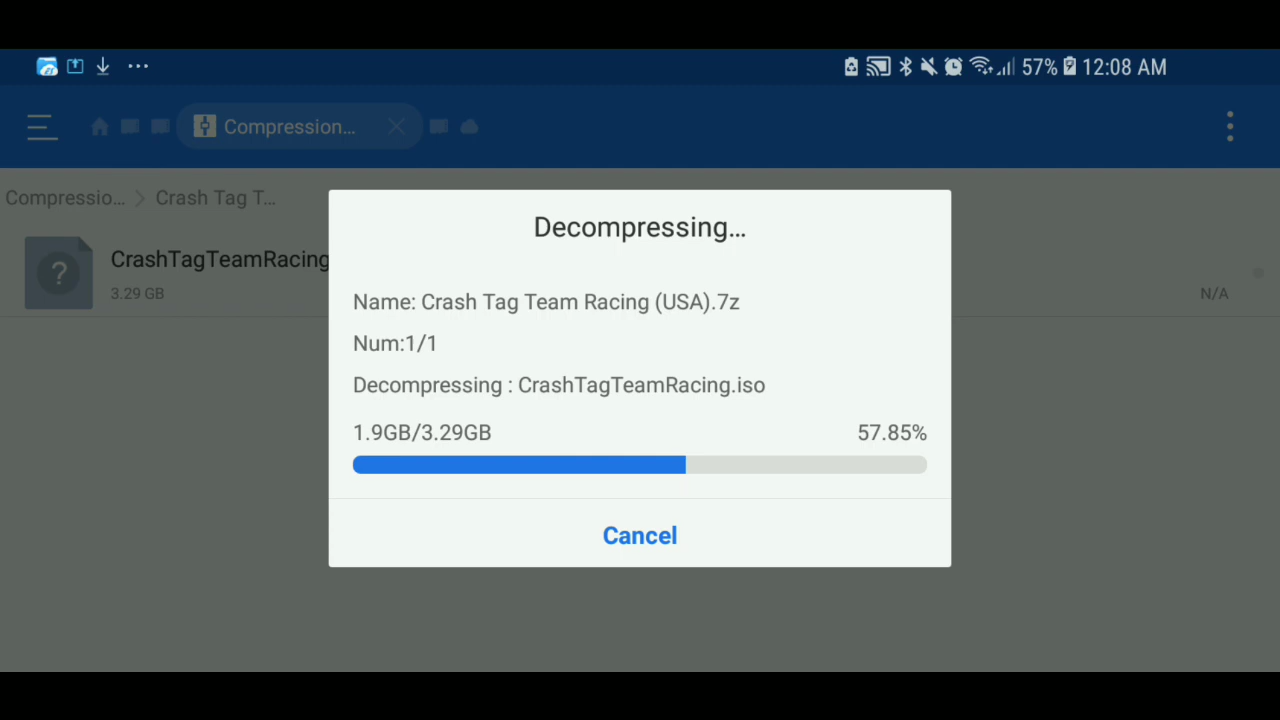 57% 12:08 AM
Compression...
Compressio... Crash Tag T...
CrashTagTeamRacing
3.29 GB
N/A
Decompressing...
Name: Crash Tag Team Racing (USA).7z
Num:1/1
Decompressing : CrashTagTeamRacing.iso
1.9GB/3.29GB 57.85%
Cancel